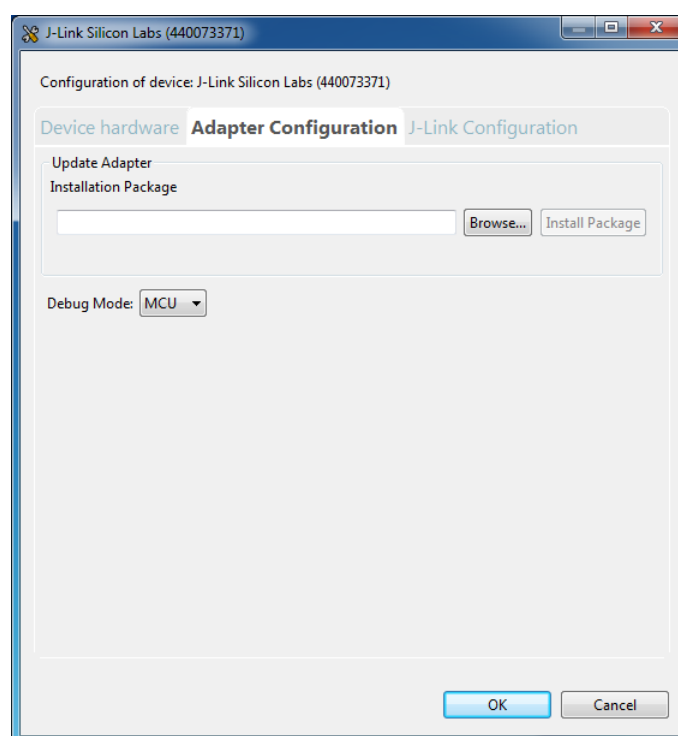 J-Link Silicon Labs (440073371)
Configuration of device: J-Link Silicon Labs (440073371)
Device hardware Adapter Configuration J-Link Configuration
Update Adapter
Installation Package
Browse... Install Package
Debug Mode: MCU
OK Cancel